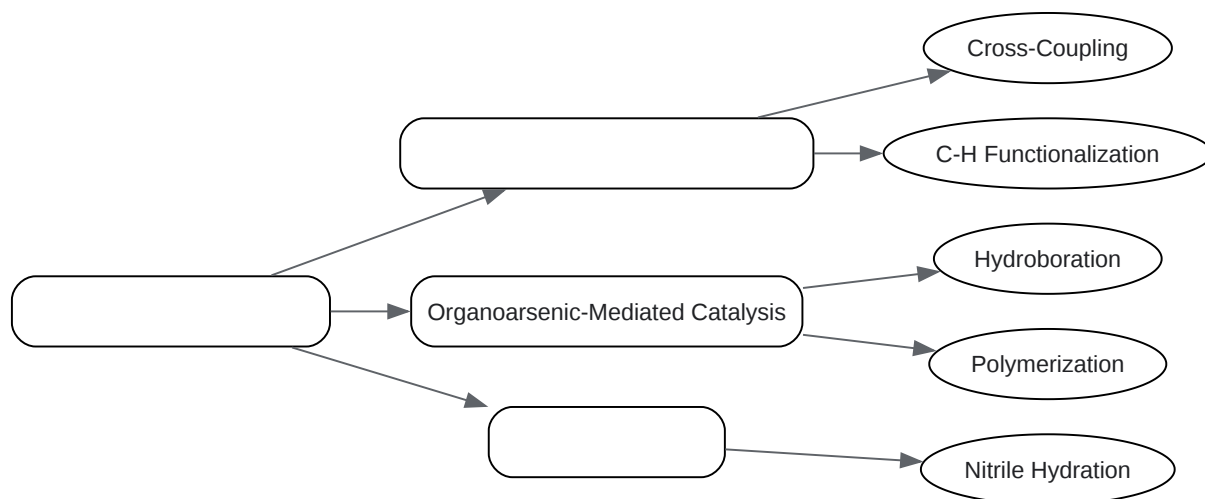 Cross-Coupling
C-H Functionalization
Hydroboration
Organoarsenic-Mediated Catalysis
Polymerization
Nitrile Hydration